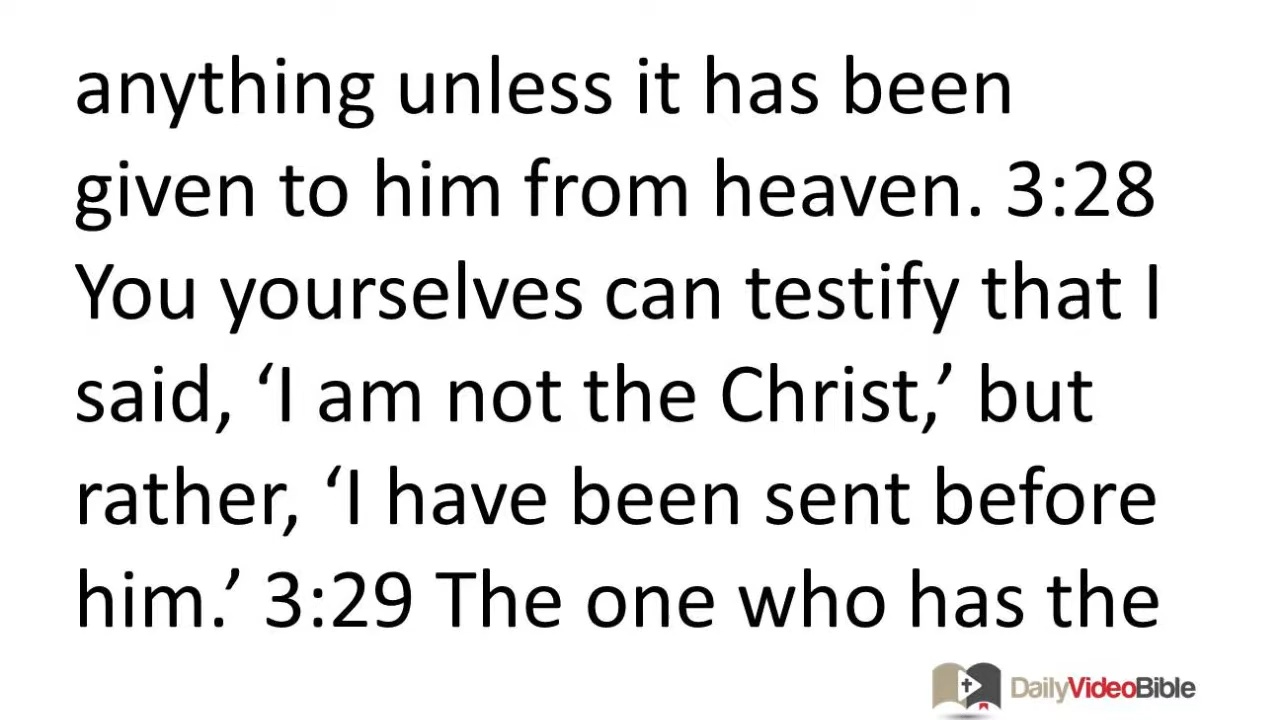 anything unless it has been
given to him from heaven. 3:28
You yourselves can testify that I
said, ‘I am not the Christ,’ but
rather, ‘I have been sent before
him.’ 3:29 The one who has the
DailyVideoBible